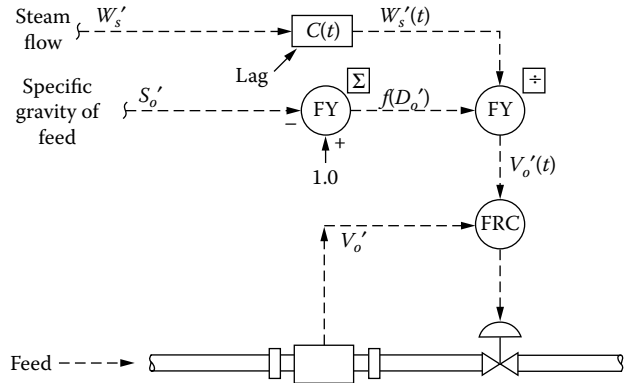 Steam
flow
W_s′
C(t)
W_s′(t)
Lag
Specific
gravity of
feed
S_o′
−
FY
Σ
+
1.0
f(D_o′)
FY
÷
V_o′(t)
FRC
V_o′
Feed